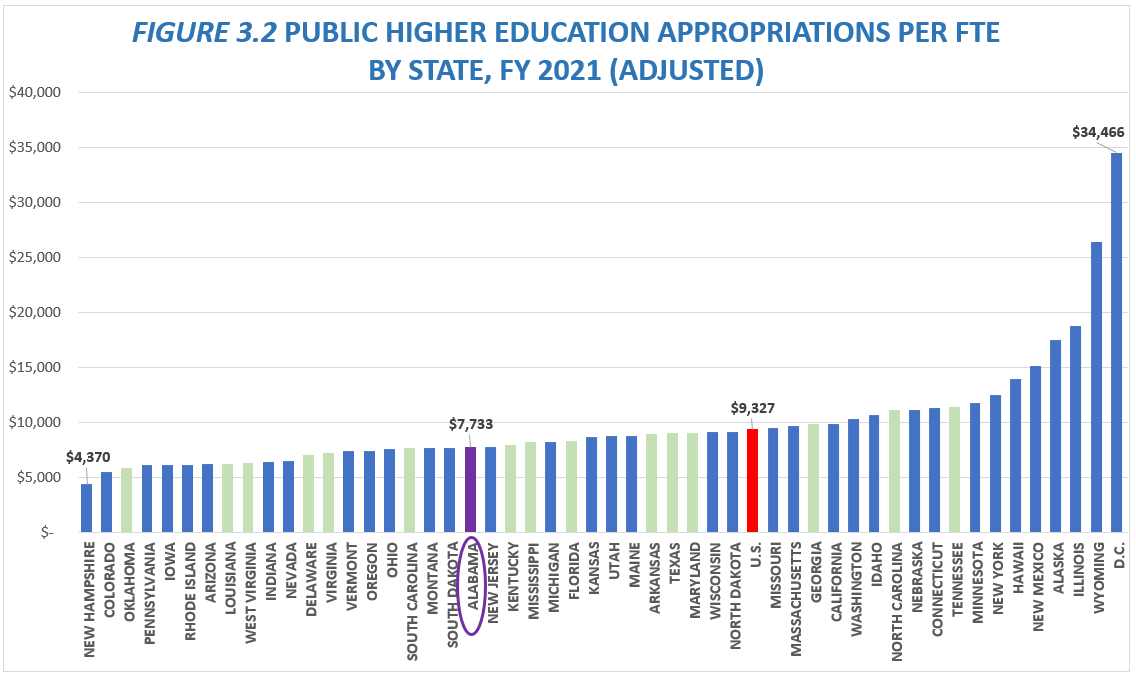 FIGURE 3.2 PUBLIC HIGHER EDUCATION APPROPRIATIONS PER FTE
BY STATE, FY 2021 (ADJUSTED)
$40,000
$35,000
$30,000
$25,000
$20,000
$15,000
$10,000
$5,000
$-
$4,370
$7,733
$9,327
$34,466
NEW HAMPSHIRE
COLORADO
OKLAHOMA
PENNSYLVANIA
IOWA
RHODE ISLAND
ARIZONA
LOUISIANA
WEST VIRGINIA
INDIANA
NEVADA
DELAWARE
VIRGINIA
VERMONT
OREGON
OHIO
SOUTH CAROLINA
MONTANA
SOUTH DAKOTA
ALABAMA
NEW JERSEY
KENTUCKY
MISSISSIPPI
MICHIGAN
FLORIDA
KANSAS
UTAH
MAINE
ARKANSAS
TEXAS
MARYLAND
WISCONSIN
NORTH DAKOTA
U.S.
MISSOURI
MASSACHUSETTS
GEORGIA
CALIFORNIA
WASHINGTON
IDAHO
NORTH CAROLINA
NEBRASKA
CONNECTICUT
TENNESSEE
MINNESOTA
NEW YORK
HAWAII
NEW MEXICO
ALASKA
ILLINOIS
WYOMING
D.C.